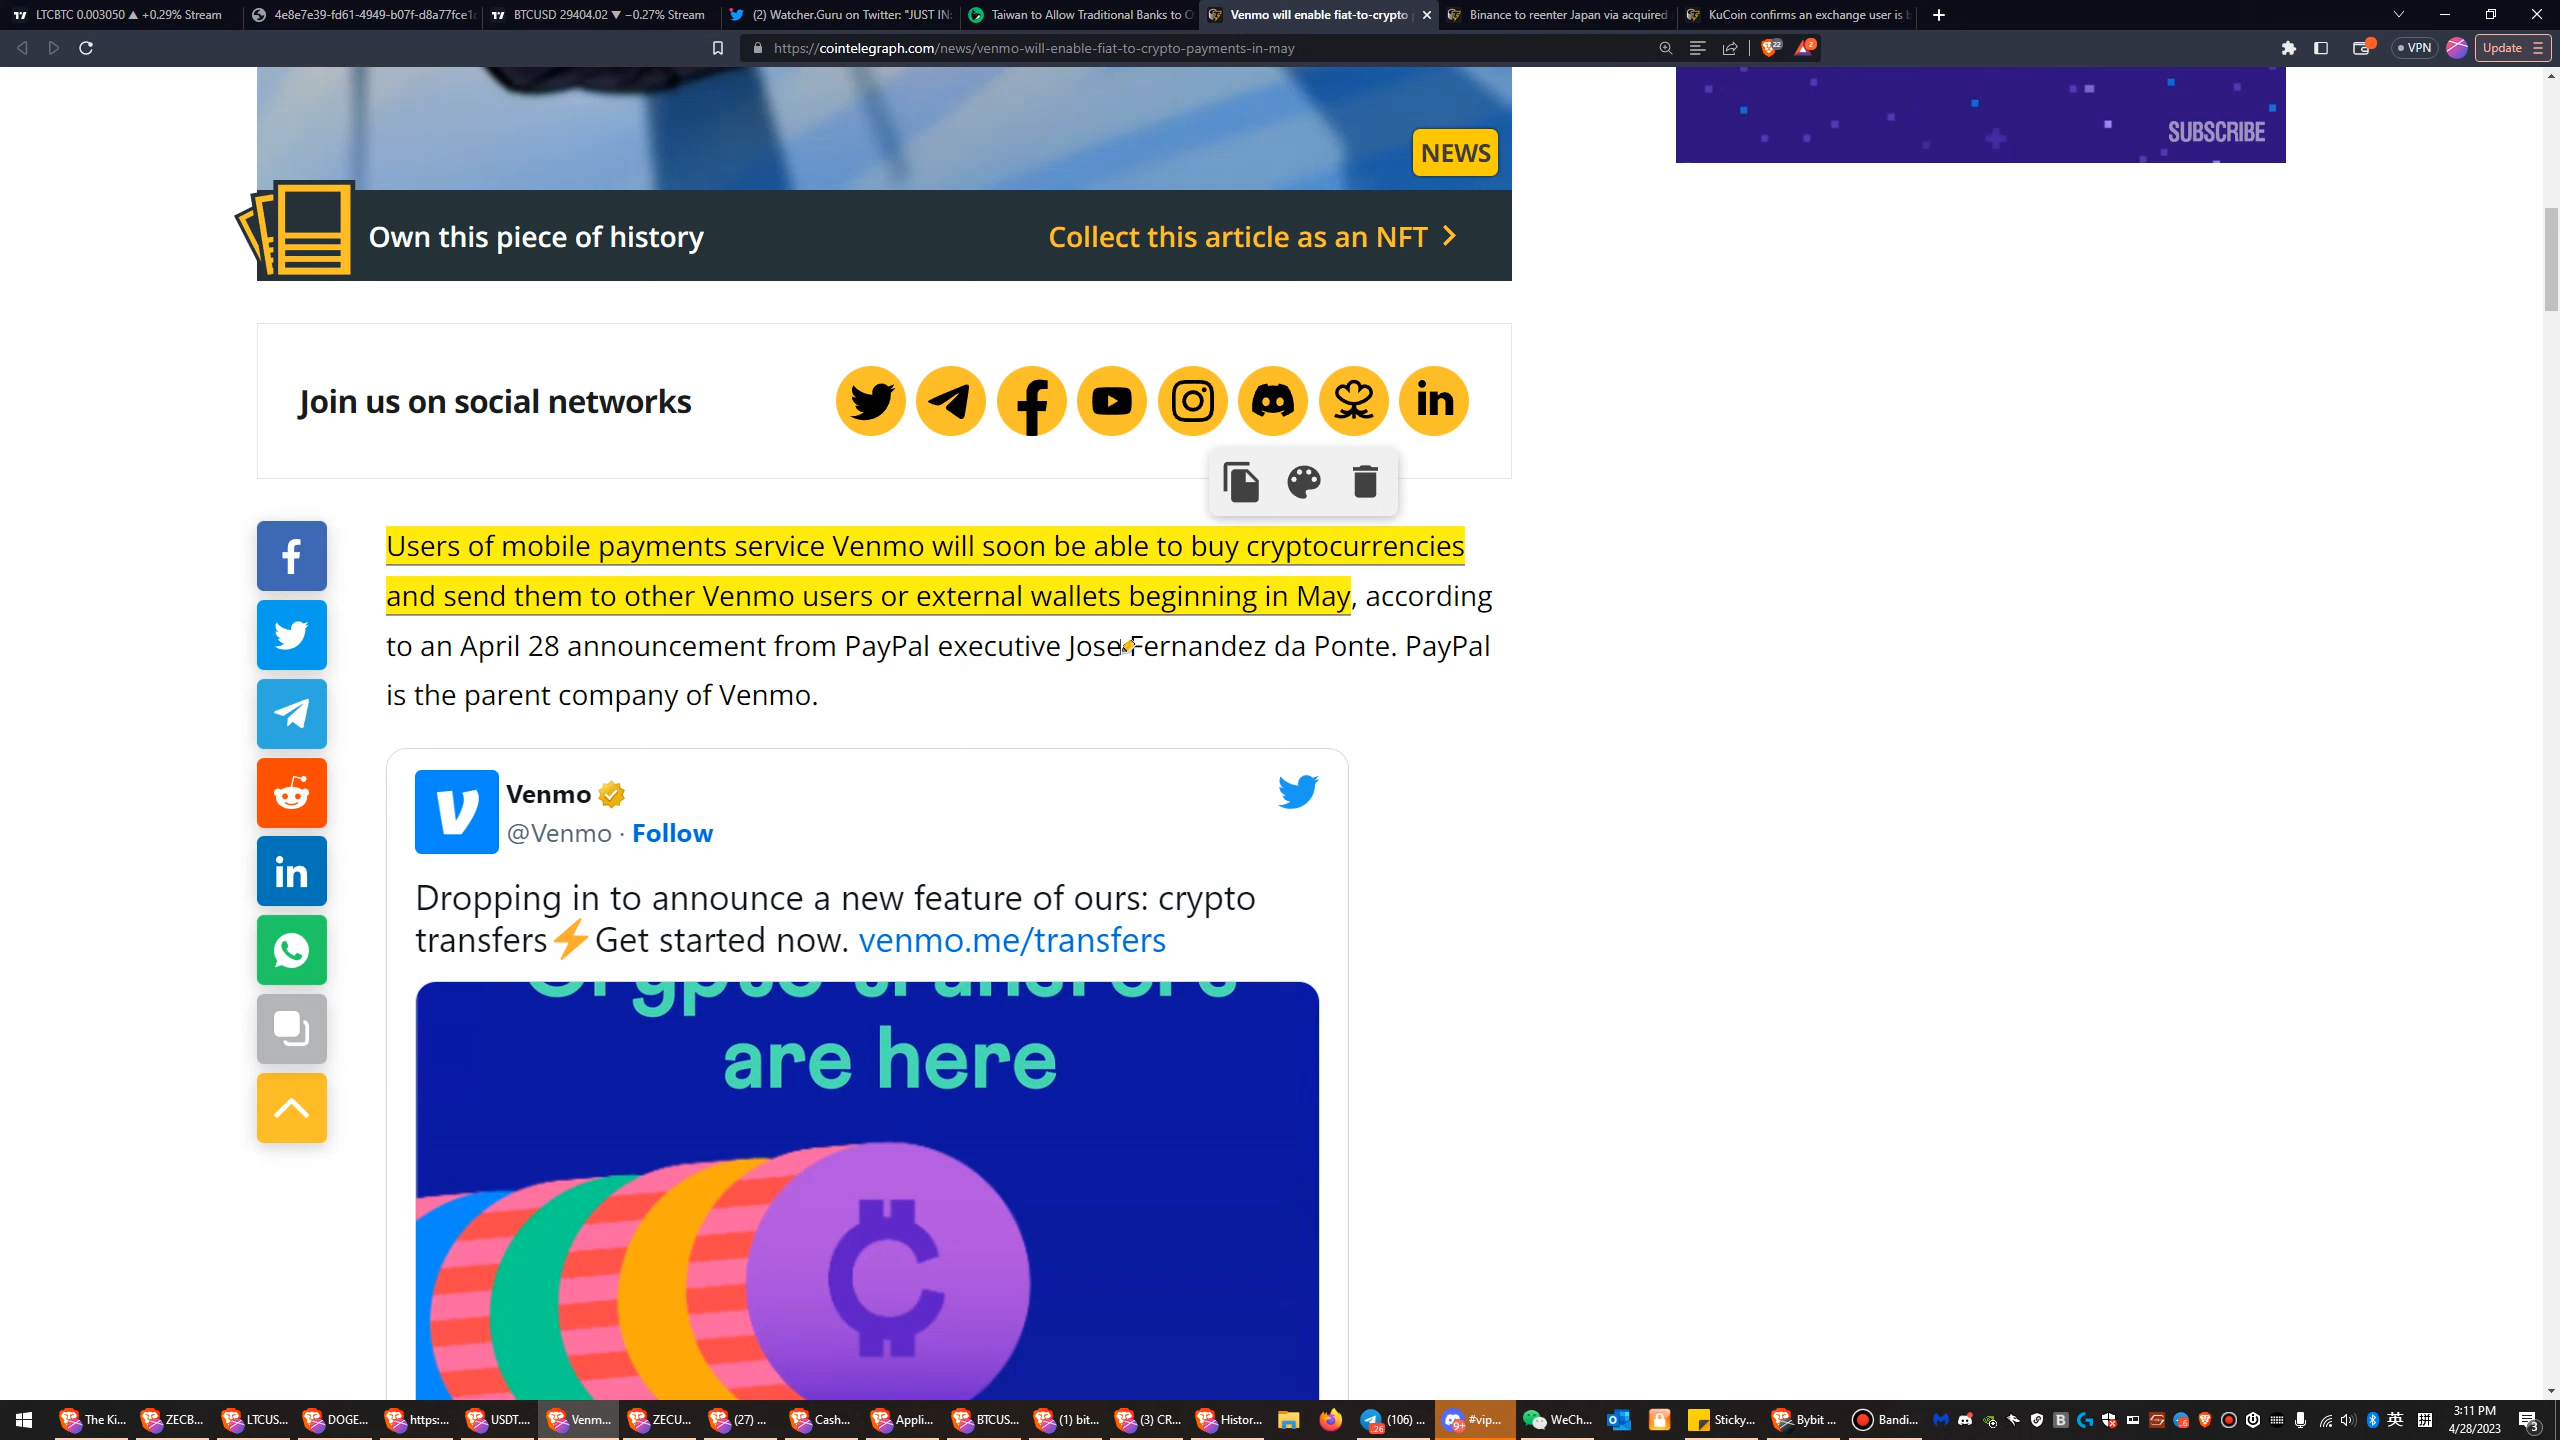 LTCBTC 0.003050 ▲ +0.29% Stream
4e8e7e39-fd61-4949-b07f-d8a77fce1c
BTCUSD 29404.02 ▼ −0.27% Stream
(2) Watcher.Guru on Twitter: "JUST IN:
Taiwan to Allow Traditional Banks to O
Venmo will enable fiat-to-crypto
Binance to reenter Japan via acquired
KuCoin confirms an exchange user is b
https://cointelegraph.com/news/venmo-will-enable-fiat-to-crypto-payments-in-may
22
2
VPN
Update
NEWS
SUBSCRIBE
Own this piece of history
Collect this article as an NFT
Join us on social networks
Users of mobile payments service Venmo will soon be able to buy cryptocurrencies
and send them to other Venmo users or external wallets beginning in May, according
to an April 28 announcement from PayPal executive Jose Fernandez da Ponte. PayPal
is the parent company of Venmo.
Venmo
@Venmo · Follow
Dropping in to announce a new feature of ours: crypto
transfers⚡Get started now. venmo.me/transfers
Crypto transfers
are here
The Ki...
ZECB...
LTCUS...
DOGE...
https:...
USDT....
Venm...
ZECU...
(27) ...
Cash...
Appli...
BTCUS...
(1) bit...
(3) CR...
Histor...
(106) ...
#vip...
WeCh...
Sticky...
Bybit ...
Bandi...
英
拼
3:11 PM
4/28/2023
3